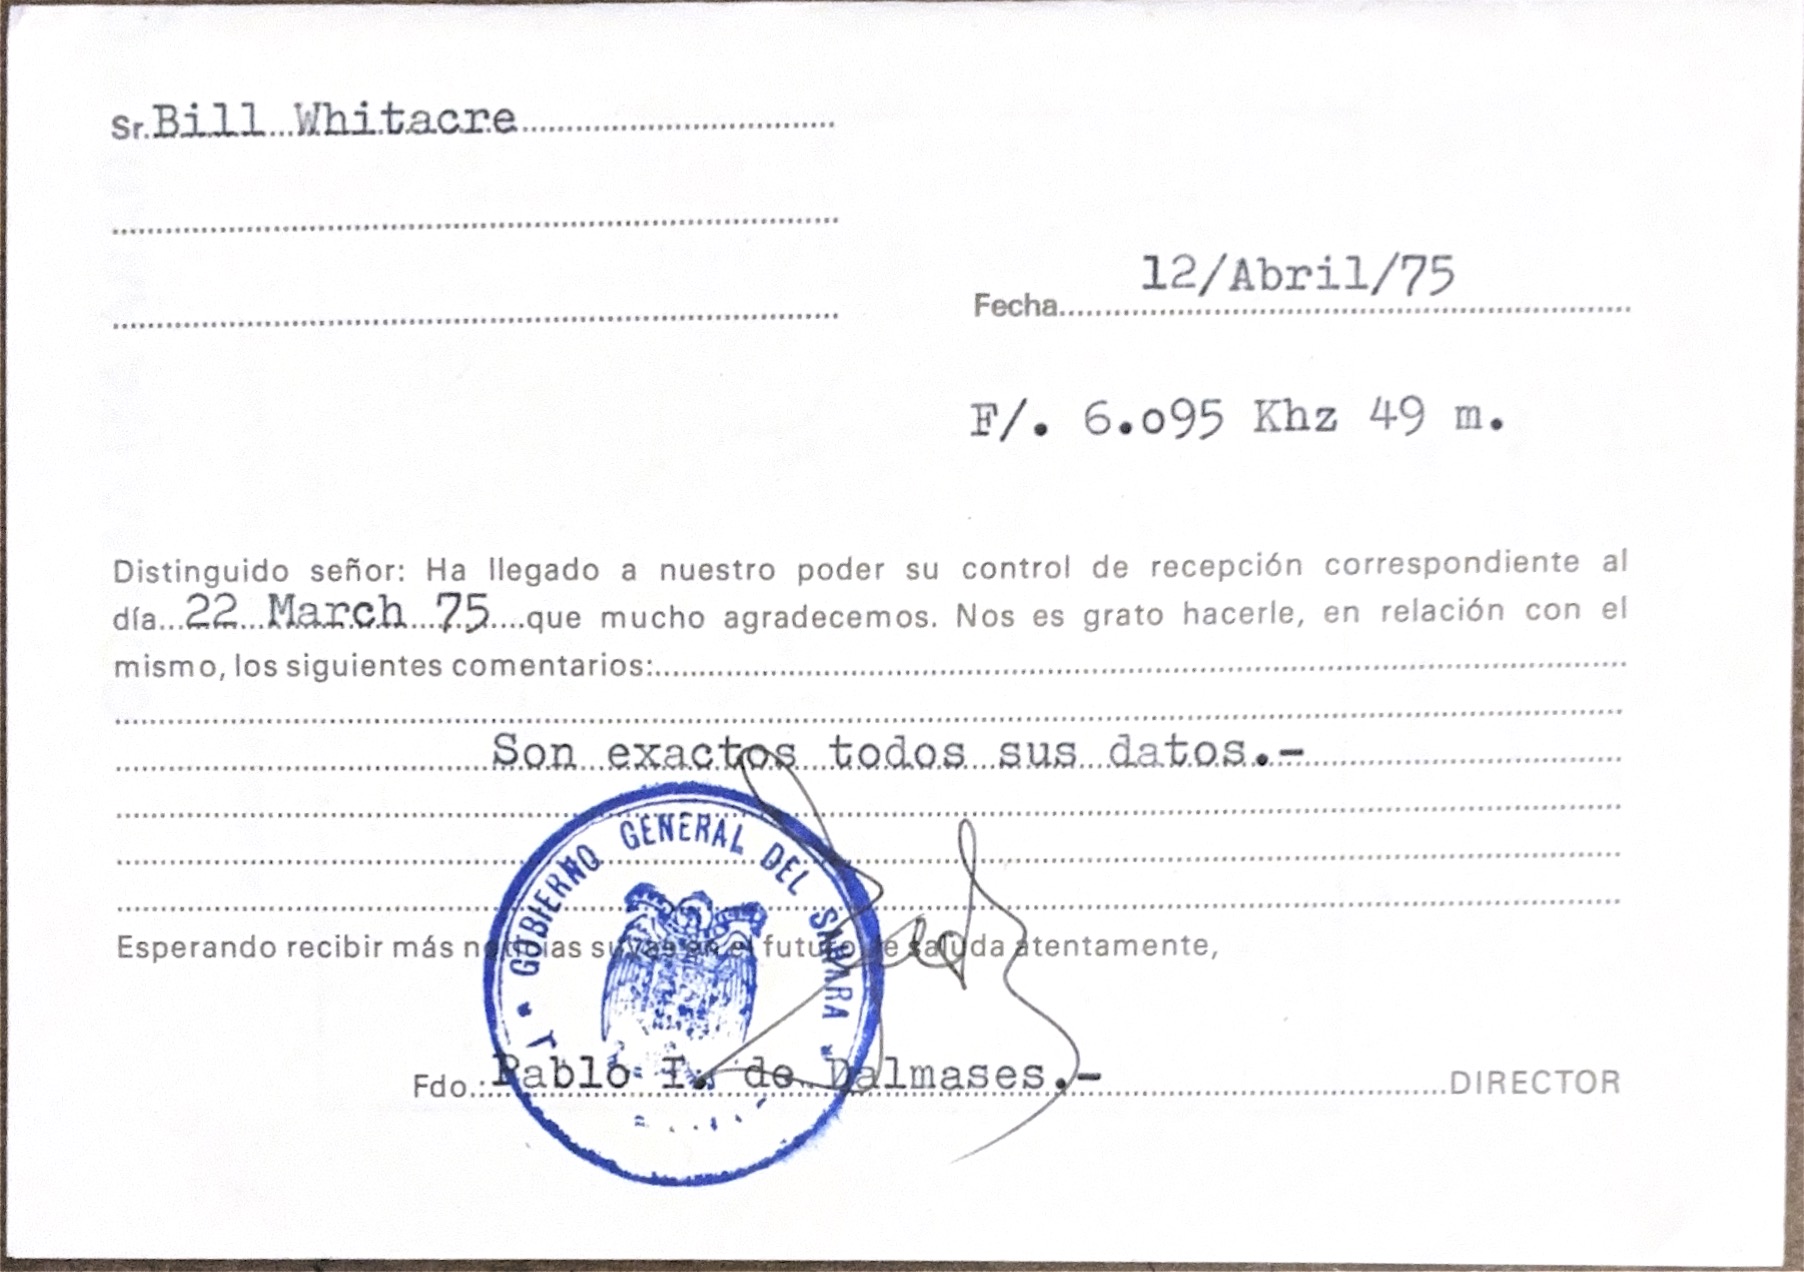 Sr. Bill Whitacre
Fecha 12/Abril/75
F/. 6.o95 Khz 49 m.
Distinguido señor: Ha llegado a nuestro poder su control de recepción correspondiente al
día 22 March 75 que mucho agradecemos. Nos es grato hacerle, en relación con el
mismo, los siguientes comentarios:
Son exactos todos sus datos.-
GOBIERNO GENERAL DEL SAHARA
Esperando recibir más noticias suyas en el futuro le saluda atentamente,
Fdo.: Pablo I. de Dalmases.- DIRECTOR